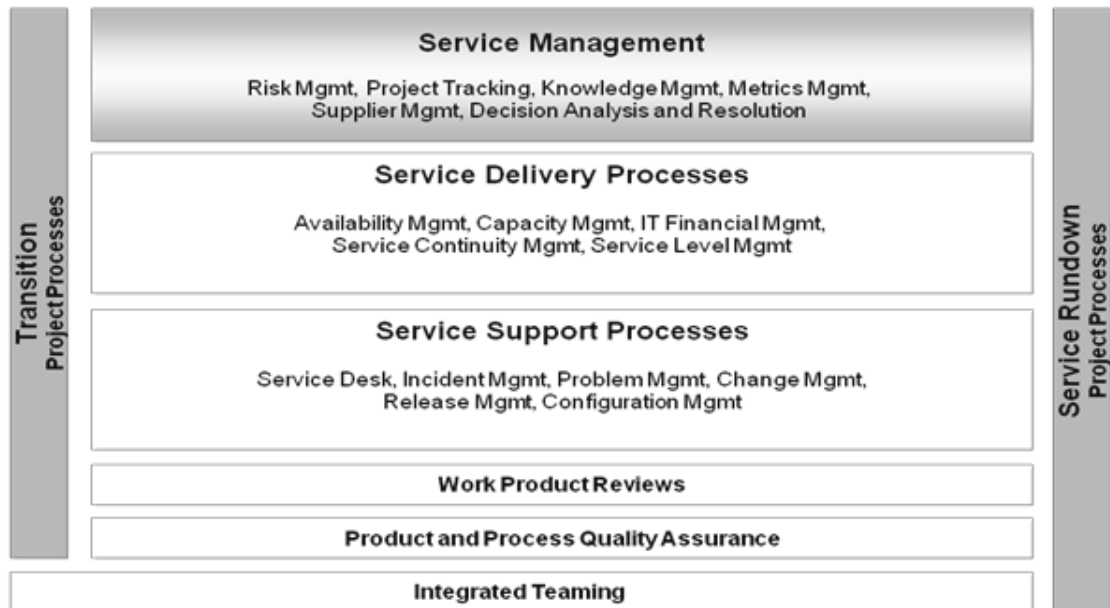 Transition
Project Processes
Service Management
Risk Mgmt, Project Tracking, Knowledge Mgmt, Metrics Mgmt,
Supplier Mgmt, Decision Analysis and Resolution
Service Delivery Processes
Availability Mgmt, Capacity Mgmt, IT Financial Mgmt,
Service Continuity Mgmt, Service Level Mgmt
Service Support Processes
Service Desk, Incident Mgmt, Problem Mgmt, Change Mgmt,
Release Mgmt, Configuration Mgmt
Work Product Reviews
Product and Process Quality Assurance
Integrated Teaming
Service Rundown
Project Processes